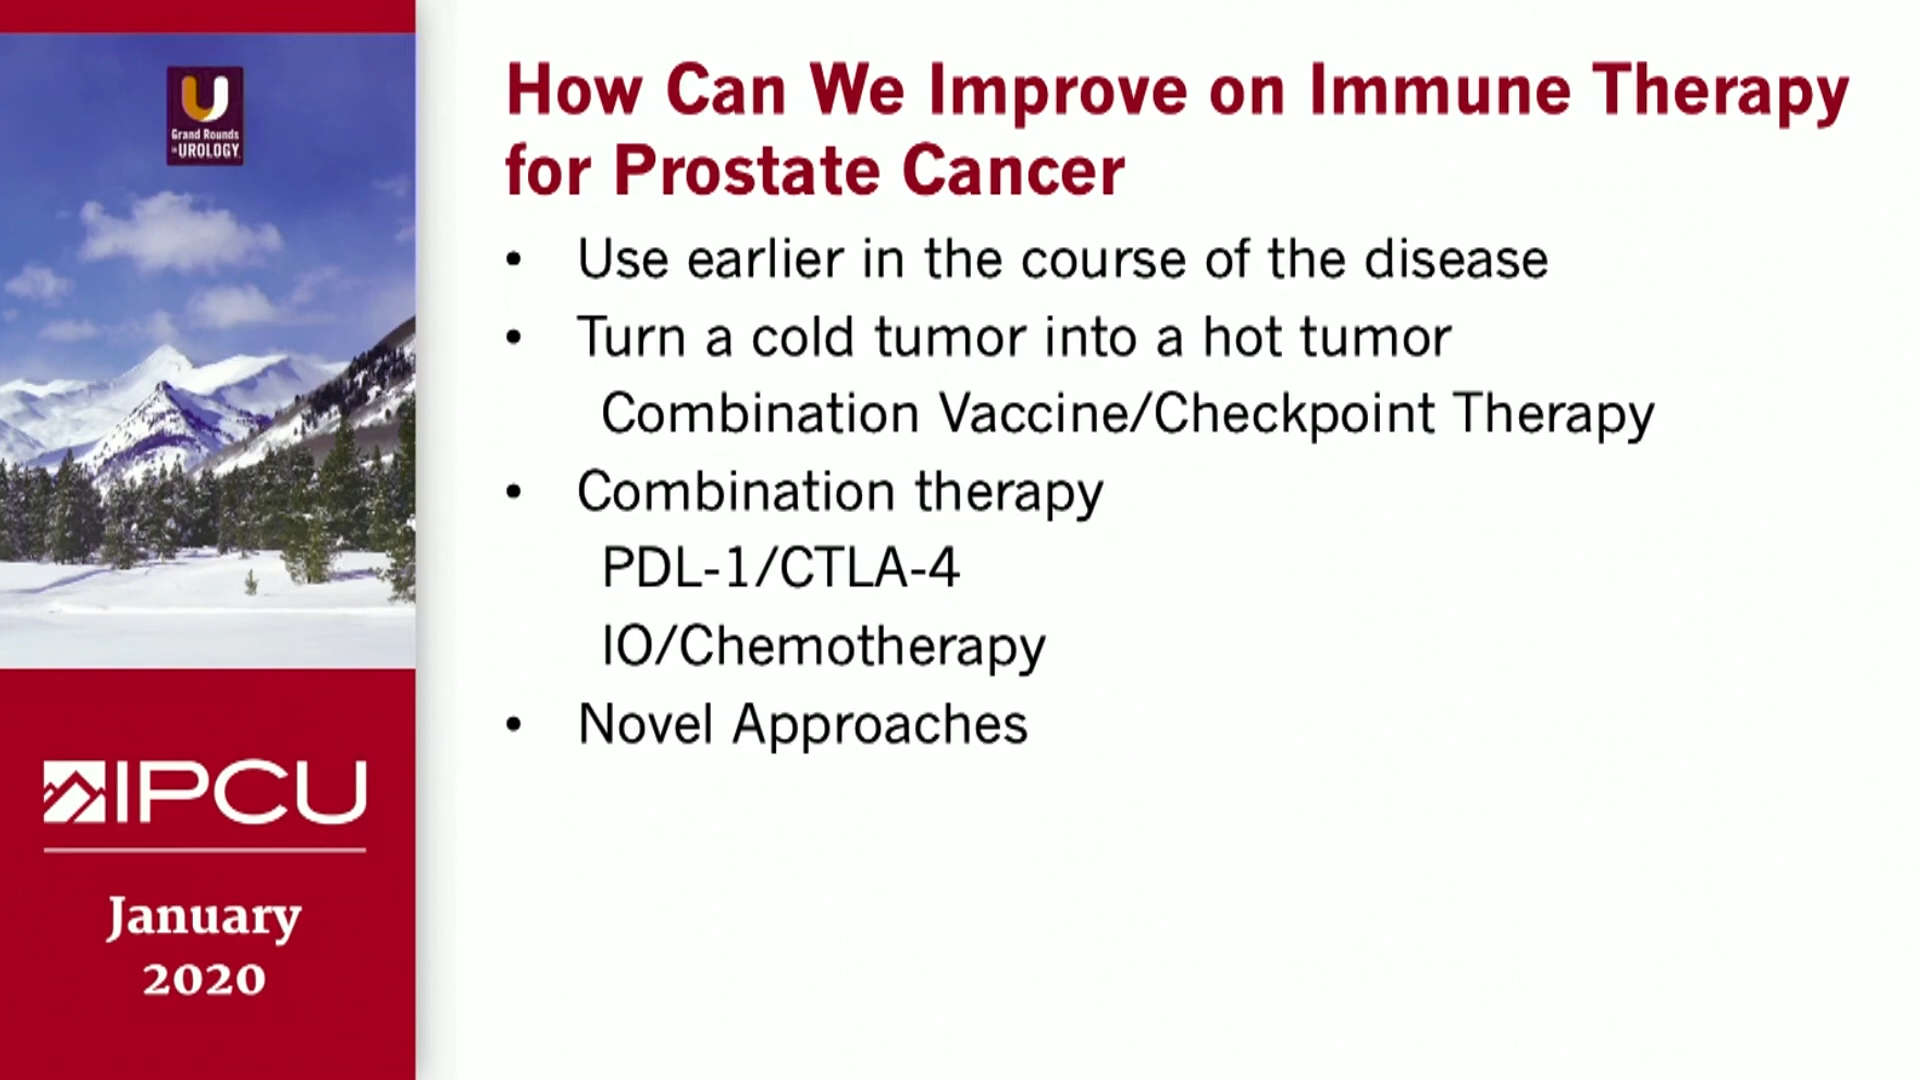 Grand Rounds
in UROLOGY
IPCU
January
2020
How Can We Improve on Immune Therapy
for Prostate Cancer
• Use earlier in the course of the disease
• Turn a cold tumor into a hot tumor
Combination Vaccine/Checkpoint Therapy
• Combination therapy
PDL-1/CTLA-4
IO/Chemotherapy
• Novel Approaches